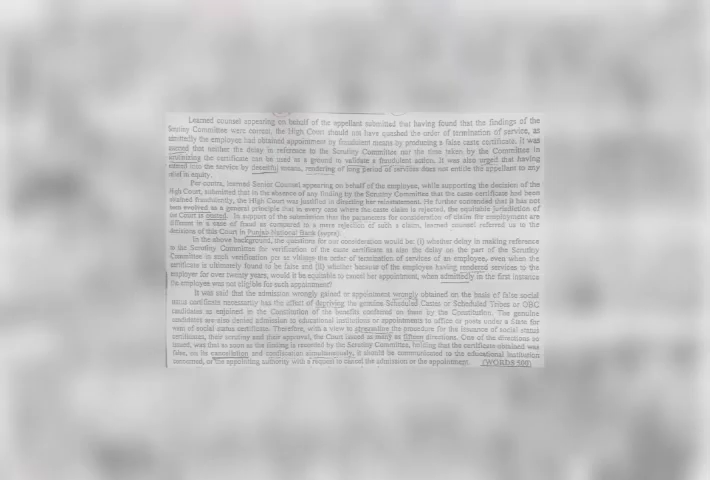 Learned counsel appearing on behalf of the appellant submitted that having found that the findings of the
Scrutiny Committee were correct, the High Court should not have quashed the order of termination of service, as
admittedly the employee had obtained appointment by fraudulent means by producing a false caste certificate. It was
that neither the delay in reference to the Scrutiny Committee nor the time taken by the Committee in
the certificate can be used as a ground to validate a fraudulent action. It was also urged that having
into the service by deceitful means, rendering of long period of services does not entitle the appellant to any
in equity.
Per contra, learned Senior Counsel appearing on behalf of the employee, while supporting the decision of the
High Court, submitted that in the absence of any finding by the Scrutiny Committee that the caste certificate had been
obtained fraudulently, the High Court was justified in directing her reinstatement. He further contended that it has not
been evolved as a general principle that in every case where the caste claim is rejected, the equitable jurisdiction of
the Court is In support of the submission that the parameters for consideration of claim for employment are
different in a case of fraud as compared to a mere rejection of such a claim, learned counsel referred us to the
decisions of this Court in Punjab National Bank (supra).
In the above background, the questions for our consideration would be: (i) whether delay in making reference
to the Scrutiny Committee for verification of the caste certificate or also the delay on the part of the Scrutiny
Committee in such verification per se vitiates the order of termination of services of an employee, even when the
certificate is ultimately found to be false and (ii) whether because of the employee having rendered services to the
employer for over twenty years, would it be equitable to cancel her appointment, when admittedly in the first instance
the employee was not eligible for such appointment?
It was said that the admission wrongly gained or appointment wrongly obtained on the basis of false social
status certificate necessarily has the effect of depriving the genuine Scheduled Castes or Scheduled Tribes or OBC
candidates as enjoined in the Constitution of the benefits conferred on them by the Constitution. The genuine
candidates are also denied admission to educational institutions or appointments to office or posts under a State for
want of social status certificates. Therefore, with a view to streamline the procedure for the issuance of social status
certificates, their scrutiny and their approval, the Court issued as many as fifteen directions. One of the directions so
issued, was that as soon as the finding is recorded by the Scrutiny Committee, holding that the certificate obtained was
false, on its cancellation and confiscation simultaneously, it should be communicated to the educational institution
concerned, or the appointing authority with a request to cancel the admission or the appointment. (WORDS 500)